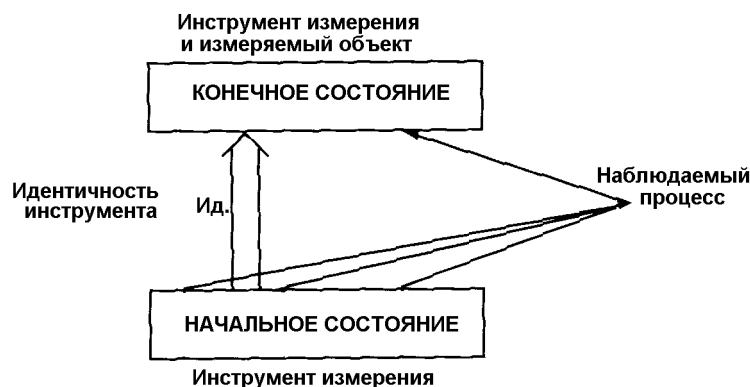 Инструмент измерения
и измеряемый объект
КОНЕЧНОЕ СОСТОЯНИЕ
Идентичность
инструмента
Ид.
Наблюдаемый
процесс
НАЧАЛЬНОЕ СОСТОЯНИЕ
Инструмент измерения